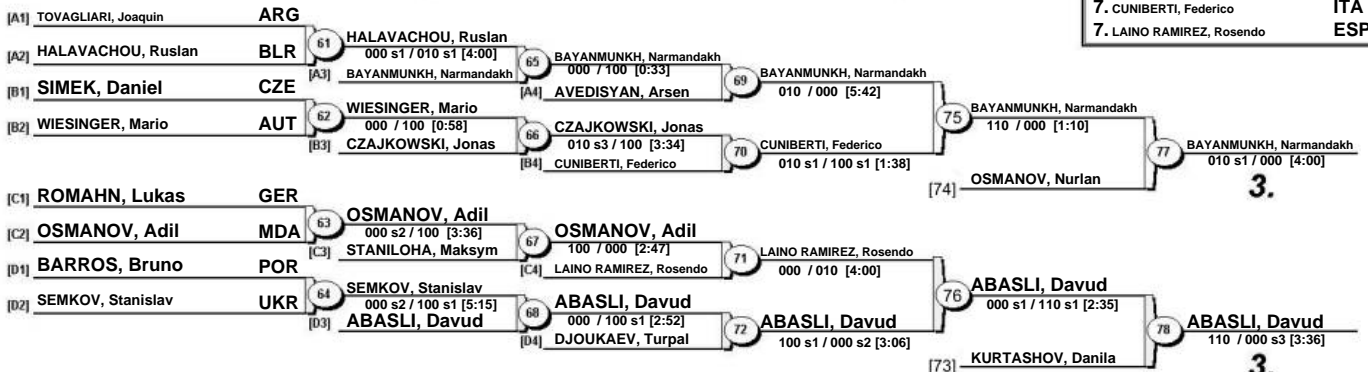 7. CUNIBERTI, Federico ITA
7. LAINO RAMIREZ, Rosendo ESP
[A1] TOVAGLIARI, Joaquin ARG
[A2] HALAVACHOU, Ruslan BLR
[B1] SIMEK, Daniel CZE
[B2] WIESINGER, Mario AUT
[C1] ROMAHN, Lukas GER
[C2] OSMANOV, Adil MDA
[D1] BARROS, Bruno POR
[D2] SEMKOV, Stanislav UKR
61
HALAVACHOU, Ruslan
000 s1 / 010 s1 [4:00]
[A3] BAYANMUNKH, Narmandakh
62
WIESINGER, Mario
000 / 100 [0:58]
[B3] CZAJKOWSKI, Jonas
63
OSMANOV, Adil
000 s2 / 100 [3:36]
[C3] STANILOHA, Maksym
64
SEMKOV, Stanislav
000 s2 / 100 s1 [5:15]
[D3] ABASLI, Davud
65
BAYANMUNKH, Narmandakh
000 / 100 [0:33]
[A4] AVEDISYAN, Arsen
66
CZAJKOWSKI, Jonas
010 s3 / 100 [3:34]
[B4] CUNIBERTI, Federico
67
OSMANOV, Adil
100 / 000 [2:47]
[C4] LAINO RAMIREZ, Rosendo
68
ABASLI, Davud
000 / 100 s1 [2:52]
[D4] DJOUKAEV, Turpal
69
BAYANMUNKH, Narmandakh
010 / 000 [5:42]
70
CUNIBERTI, Federico
010 s1 / 100 s1 [1:38]
71
LAINO RAMIREZ, Rosendo
000 / 010 [4:00]
72
ABASLI, Davud
100 s1 / 000 s2 [3:06]
75
BAYANMUNKH, Narmandakh
110 / 000 [1:10]
[74] OSMANOV, Nurlan
76
ABASLI, Davud
000 s1 / 110 s1 [2:35]
[73] KURTASHOV, Danila
77
BAYANMUNKH, Narmandakh
010 s1 / 000 [4:00]
3.
78
ABASLI, Davud
110 / 000 s3 [3:36]
3.